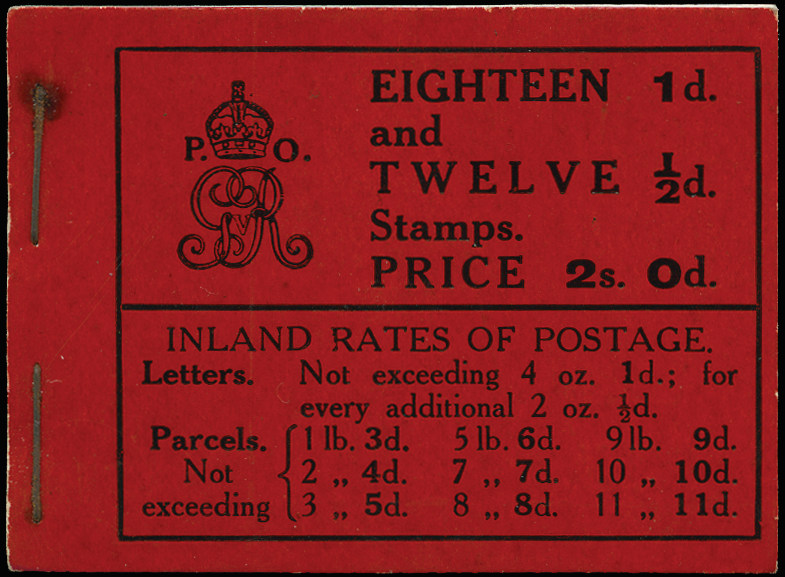 P. O.
GvR
EIGHTEEN 1d.
and
TWELVE ½d.
Stamps.
PRICE 2s. 0d.
INLAND RATES OF POSTAGE.
Letters. Not exceeding 4 oz. 1d.; for
every additional 2 oz. ½d.
Parcels. 1 lb. 3d. 5 lb. 6d. 9 lb. 9d.
Not 2 „ 4d. 7 „ 7d. 10 „ 10d.
exceeding 3 „ 5d. 8 „ 8d. 11 „ 11d.